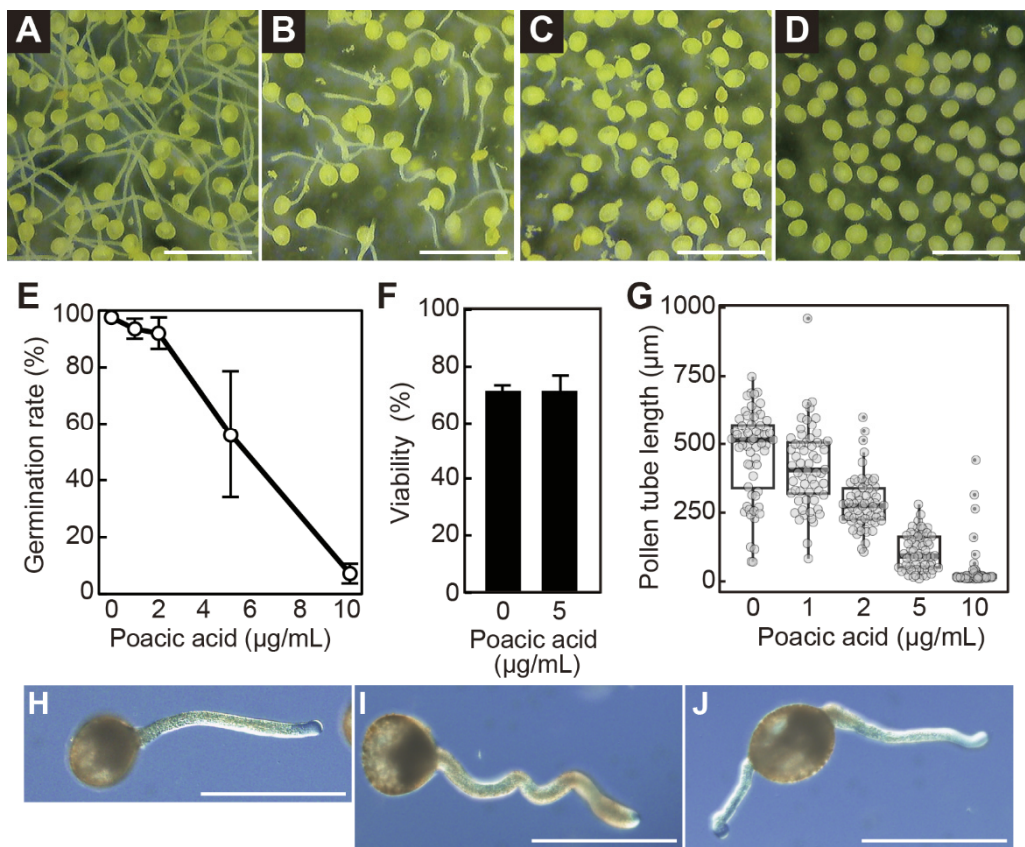 A
B
C
D
E
100
80
60
40
20
0
Germination rate (%)
0 2 4 6 8 10
Poacic acid (µg/mL)
F
100
80
60
40
20
0
Viability (%)
0 5
Poacic acid
(µg/mL)
G
1000
750
500
250
0
Pollen tube length (µm)
0 1 2 5 10
Poacic acid (µg/mL)
H
I
J